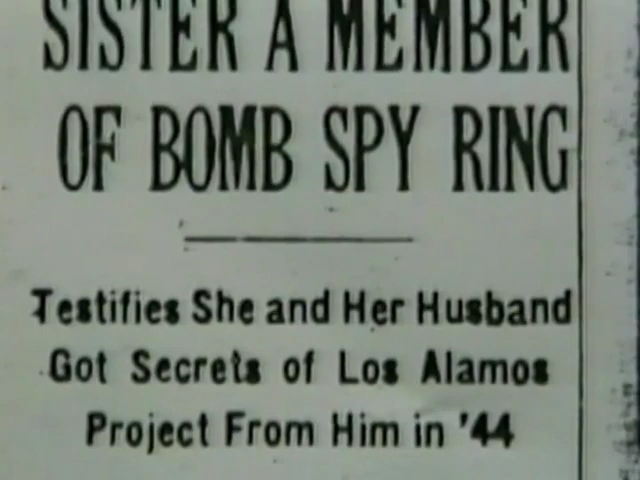 SISTER A MEMBER
OF BOMB SPY RING
Testifies She and Her Husband
Got Secrets of Los Alamos
Project From Him in '44